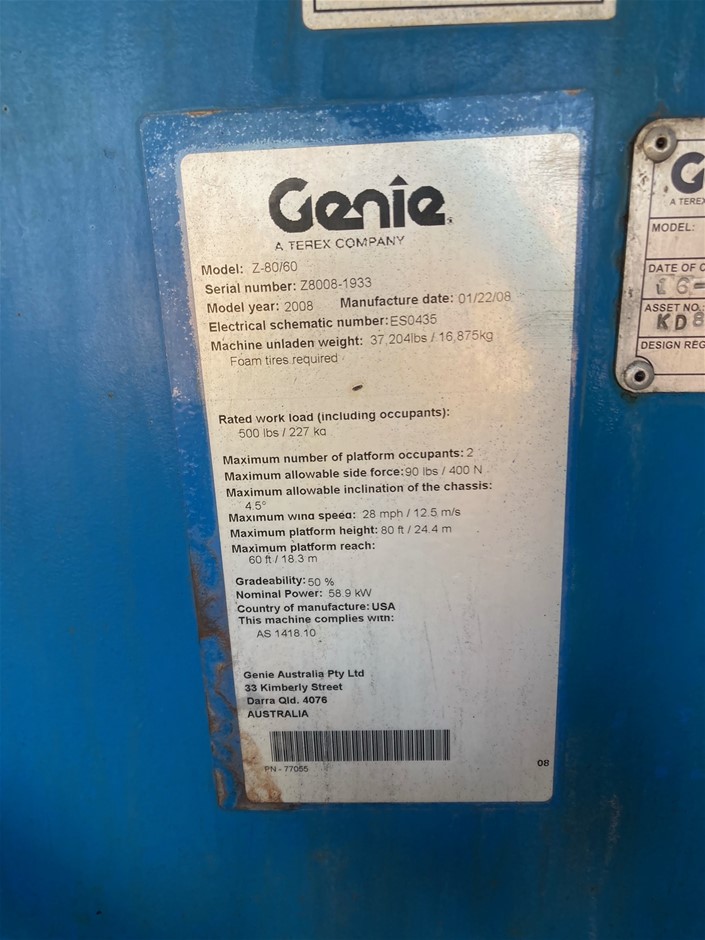 Genie
A TEREX COMPANY
Model: Z-80/60
Serial number: Z8008-1933
Model year: 2008 Manufacture date: 01/22/08
Electrical schematic number: ES0435
Machine unladen weight: 37,204lbs / 16,875kg
Foam tires required
Rated work load (including occupants):
500 lbs / 227 kg
Maximum number of platform occupants: 2
Maximum allowable side force: 90 lbs / 400 N
Maximum allowable inclination of the chassis:
4.5°
Maximum wind speed: 28 mph / 12.5 m/s
Maximum platform height: 80 ft / 24.4 m
Maximum platform reach:
60 ft / 18.3 m
Gradeability: 50 %
Nominal Power: 58.9 kW
Country of manufacture: USA
This machine complies with:
AS 1418.10
Genie Australia Pty Ltd
33 Kimberly Street
Darra Qld. 4076
AUSTRALIA
PN - 77055
08
G
A TEREX
MODEL:
DATE OF
16-
ASSET NO.
KD8
DESIGN REG